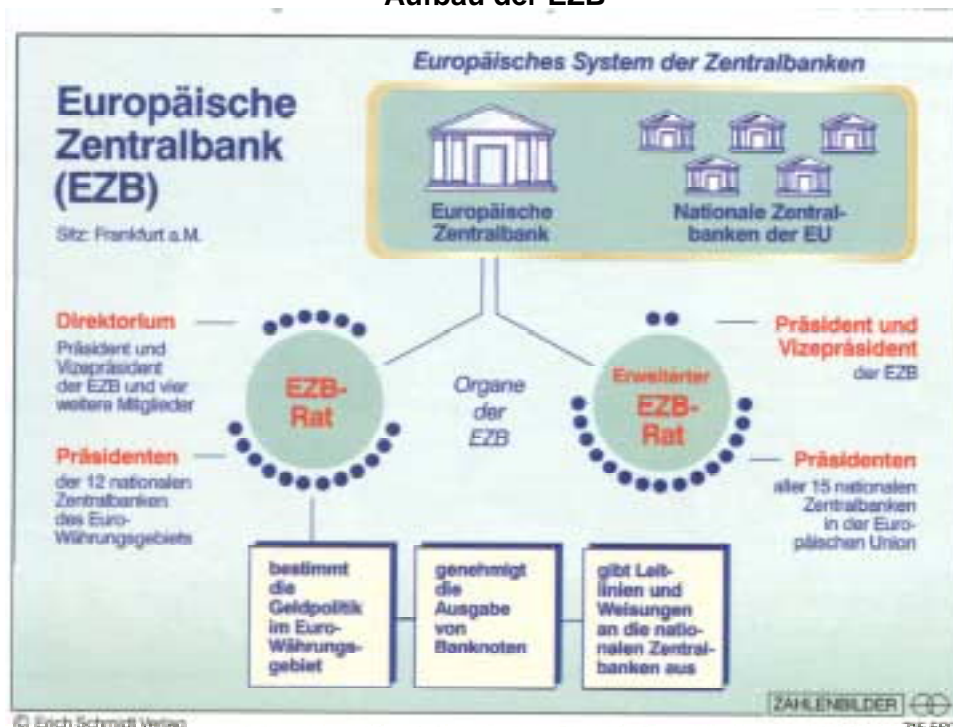 Aufbau der EZB
Europäisches System der Zentralbanken
Europäische
Zentralbank
(EZB)
Sitz: Frankfurt a.M.
Europäische
Zentralbank
Nationale Zentral-
banken der EU
Direktorium
Präsident und
Vizepräsident
der EZB und vier
weitere Mitglieder
Präsidenten
der 12 nationalen
Zentralbanken
des Euro-
Währungsgebiets
EZB-
Rat
Organe
der
EZB
Erweiterter
EZB-
Rat
Präsident und
Vizepräsident
der EZB
Präsidenten
aller 15 nationalen
Zentralbanken
in der Euro-
päischen Union
bestimmt
die
Geldpolitik
im Euro-
Währungs-
gebiet
genehmigt
die
Ausgabe
von
Banknoten
gibt Leit-
linien und
Weisungen
an die natio-
nalen Zentral-
banken aus
ZAHLENBILDER
© Erich Schmidt Verlag